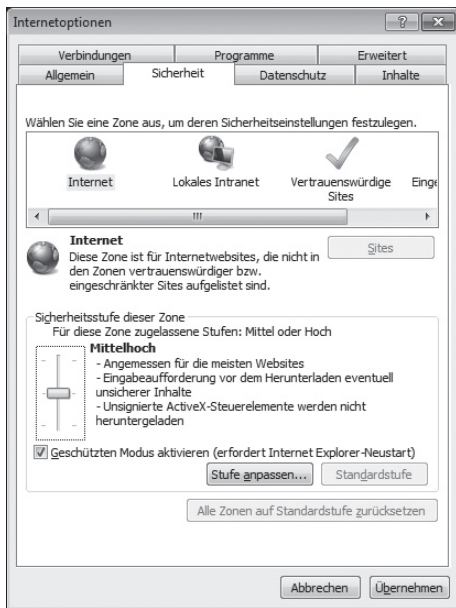 Internetoptionen
Verbindungen Programme Erweitert
Allgemein Sicherheit Datenschutz Inhalte
Wählen Sie eine Zone aus, um deren Sicherheitseinstellungen festzulegen.
Internet Lokales Intranet Vertrauenswürdige Einge
Sites
Internet
Diese Zone ist für Internetwebsites, die nicht in
den Zonen vertrauenswürdiger bzw.
eingeschränkter Sites aufgelistet sind.
Sites
Sicherheitsstufe dieser Zone
Für diese Zone zugelassene Stufen: Mittel oder Hoch
Mittelhoch
- Angemessen für die meisten Websites
- Eingabeaufforderung vor dem Herunterladen eventuell
unsicherer Inhalte
- Unsignierte ActiveX-Steuerelemente werden nicht
heruntergeladen
Geschützten Modus aktivieren (erfordert Internet Explorer-Neustart)
Stufe anpassen... Standardstufe
Alle Zonen auf Standardstufe zurücksetzen
Abbrechen Übernehmen